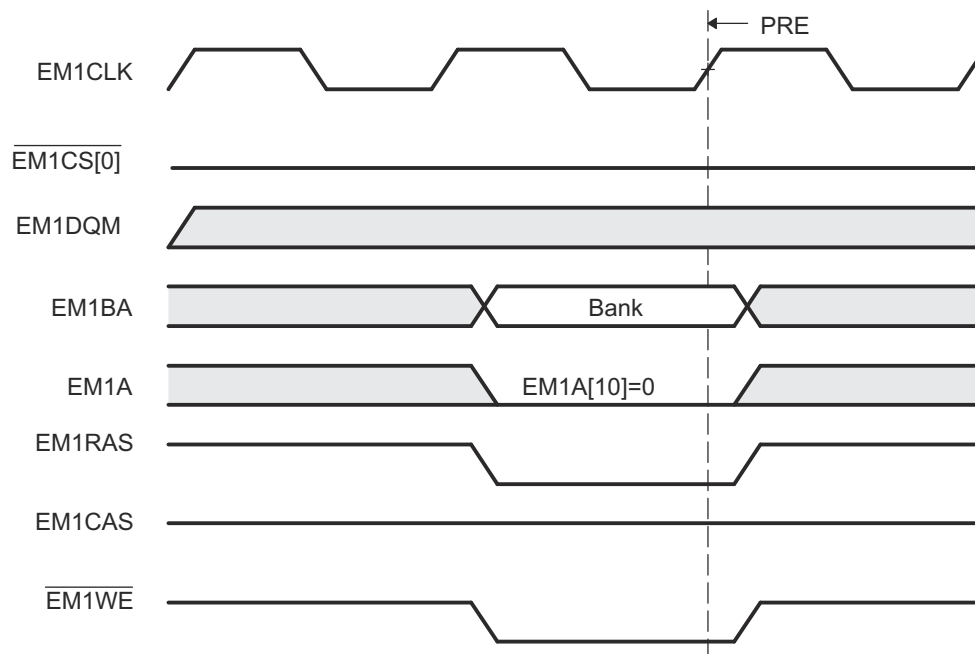 PRE
EM1CLK
EM1CS[0]
EM1DQM
EM1BA
Bank
EM1A
EM1A[10]=0
EM1RAS
EM1CAS
EM1WE